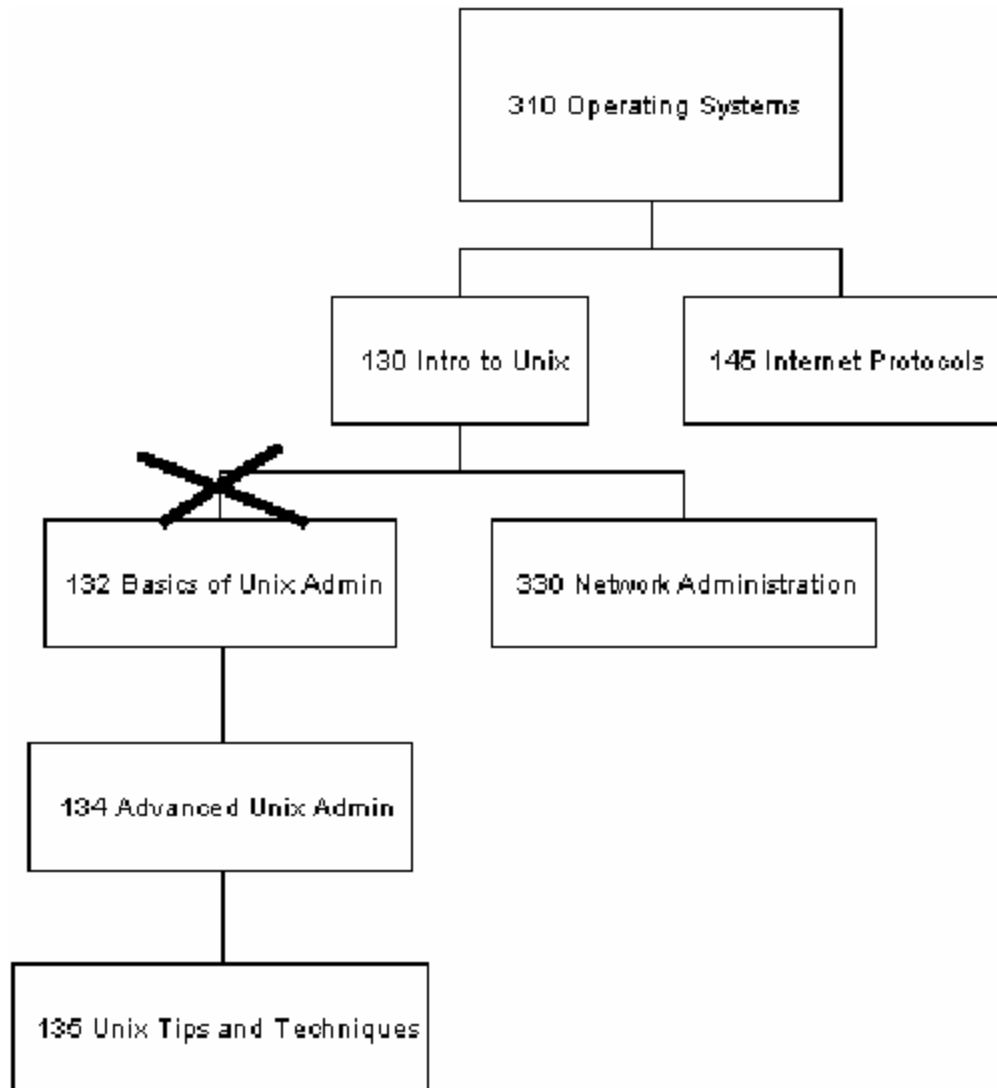 310 Operating Systems
130 Intro to Unix
145 Internet Protocols
132 Basics of Unix Admin
330 Network Administration
134 Advanced Unix Admin
135 Unix Tips and Techniques